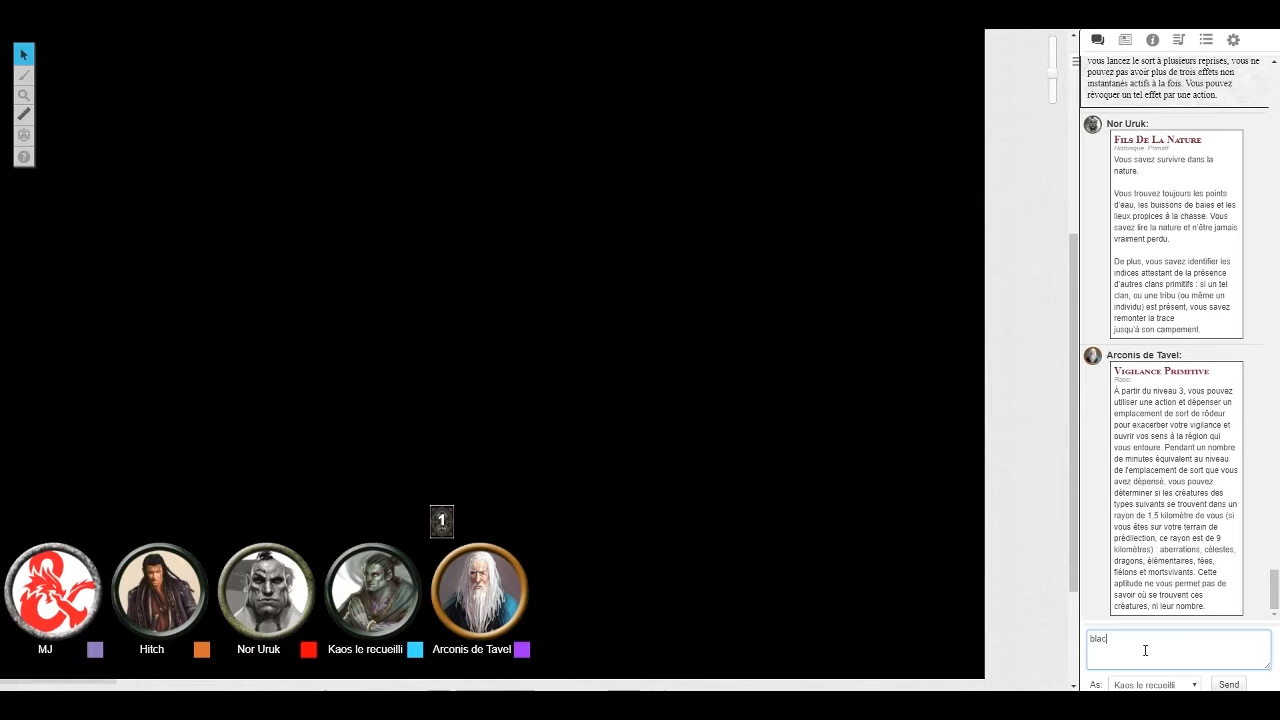 vous lancez le sort à plusieurs reprises, vous ne
pouvez pas avoir plus de trois effets non
instantanés actifs à la fois. Vous pouvez
révoquer un tel effet par une action.
Nor Uruk:
Fils De La Nature
Historique: Primitif
Vous savez survivre dans la
nature.
Vous trouvez toujours les points
d'eau, les buissons de baies et les
lieux propices à la chasse. Vous
savez lire la nature et n'être jamais
vraiment perdu.
De plus, vous savez identifier les
indices attestant de la présence
d'autres clans primitifs : si un tel
clan, ou une tribu (ou même un
individu) est présent, vous savez
remonter la trace
jusqu'à son campement.
Arconis de Tavel:
Vigilance Primitive
Race:
À partir du niveau 3, vous pouvez
utiliser une action et dépenser un
emplacement de sort de rôdeur
pour exacerber votre vigilance et
ouvrir vos sens à la région qui
vous entoure. Pendant un nombre
de minutes équivalent au niveau
de l'emplacement de sort que vous
avez dépensé, vous pouvez
déterminer si les créatures des
types suivants se trouvent dans un
rayon de 1,5 kilomètre de vous (si
vous êtes sur votre terrain de
prédilection, ce rayon est de 9
kilomètres) : aberrations, célestes,
dragons, élémentaires, fées,
fiélons et mortsvivants. Cette
aptitude ne vous permet pas de
savoir où se trouvent ces
créatures, ni leur nombre.
blac
As: Kaos le recueilli Send
1
MJ Hitch Nor Uruk Kaos le recueilli Arconis de Tavel